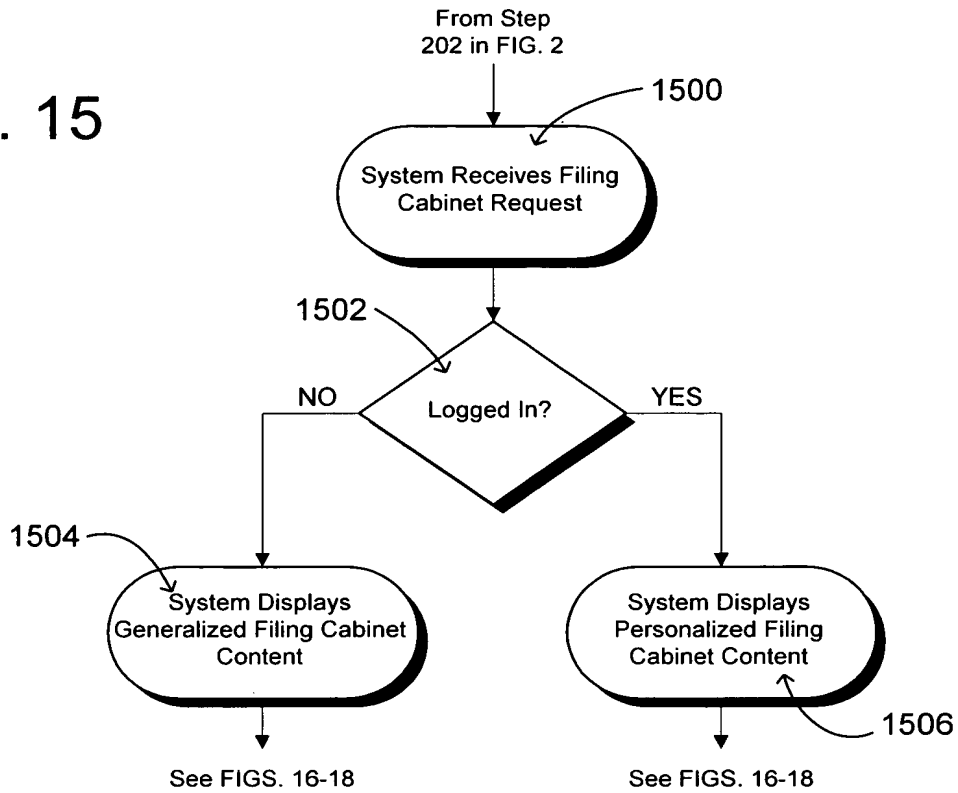 From Step
202 in FIG. 2
. 15
1500
System Receives Filing
Cabinet Request
1502
NO
Logged In?
YES
1504
System Displays
Generalized Filing Cabinet
Content
System Displays
Personalized Filing
Cabinet Content
1506
See FIGS. 16-18
See FIGS. 16-18